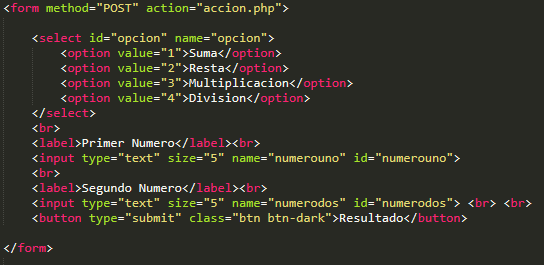 <form method="POST" action="accion.php">
<select id="opcion" name="opcion">
<option value="1">Suma</option>
<option value="2">Resta</option>
<option value="3">Multiplicacion</option>
<option value="4">Division</option>
</select>
<br>
<label>Primer Numero</label><br>
<input type="text" size="5" name="numerouno" id="numerouno">
<br>
<label>Segundo Numero</label><br>
<input type="text" size="5" name="numerodos" id="numerodos"> <br> <br>
<button type="submit" class="btn btn-dark">Resultado</button>
</form>